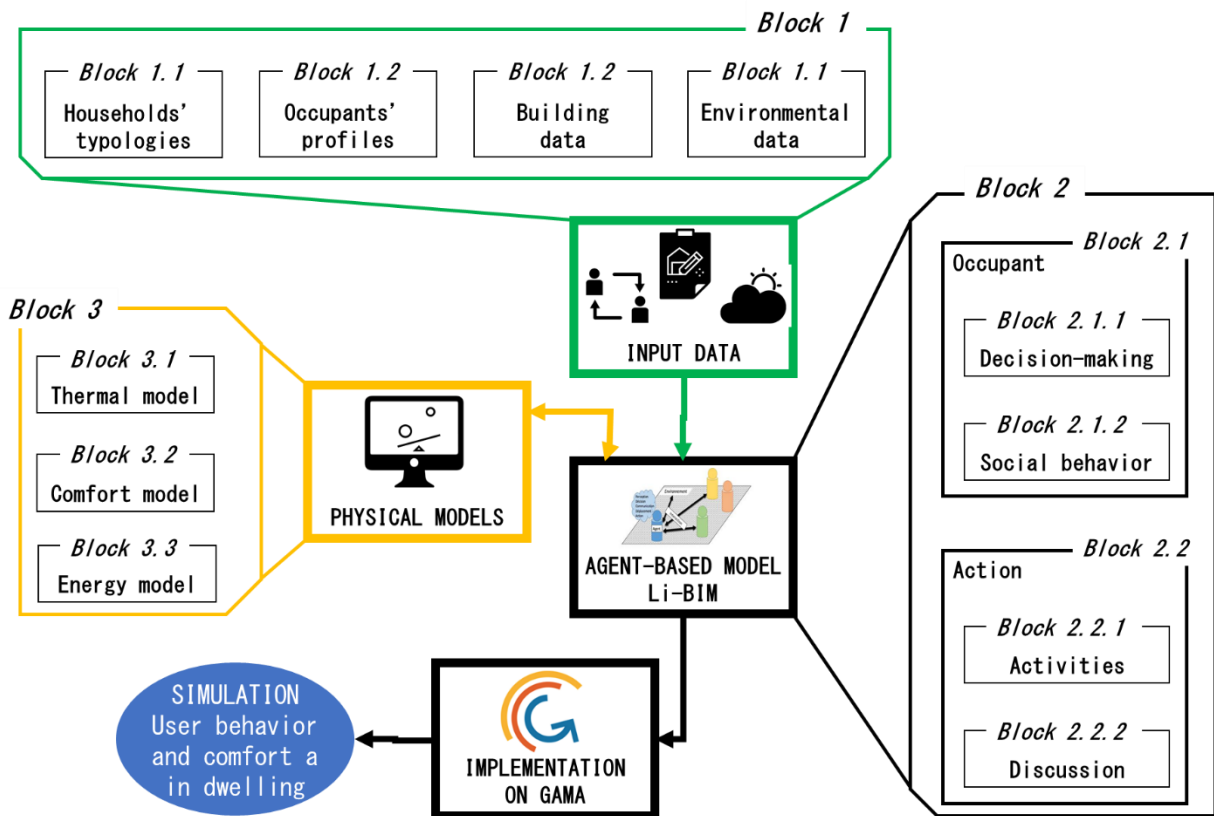 Block 1
Block 1.1
Households’
typologies
Block 1.2
Occupants’
profiles
Block 1.2
Building
data
Block 1.1
Environmental
data
INPUT DATA
Block 2
Block 2.1
Occupant
Block 2.1.1
Decision-making
Block 2.1.2
Social behavior
Block 2.2
Action
Block 2.2.1
Activities
Block 2.2.2
Discussion
Block 3
Block 3.1
Thermal model
Block 3.2
Comfort model
Block 3.3
Energy model
PHYSICAL MODELS
Environnement
Agent
AGENT-BASED MODEL
Li-BIM
IMPLEMENTATION
ON GAMA
SIMULATION
User behavior
and comfort a
in dwelling